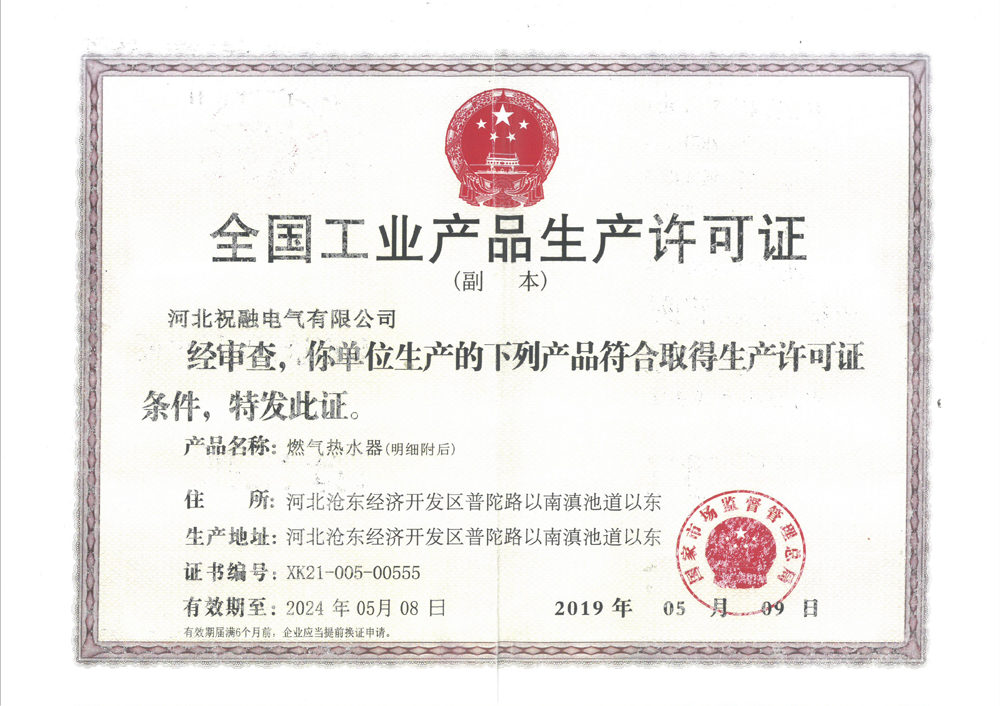 全国工业产品生产许可证
(副 本)
河北祝融电气有限公司
经审查，你单位生产的下列产品符合取得生产许可证
条件，特发此证。
产品名称：燃气热水器(明细附后)
住 所：河北沧东经济开发区普陀路以南滇池道以东
生产地址：河北沧东经济开发区普陀路以南滇池道以东
证书编号：XK21-005-00555
有效期至：2024 年 05 月 08 日
2019 年 05 月 09 日
有效期届满6个月前，企业应当提前换证申请。
国家市场监督管理总局